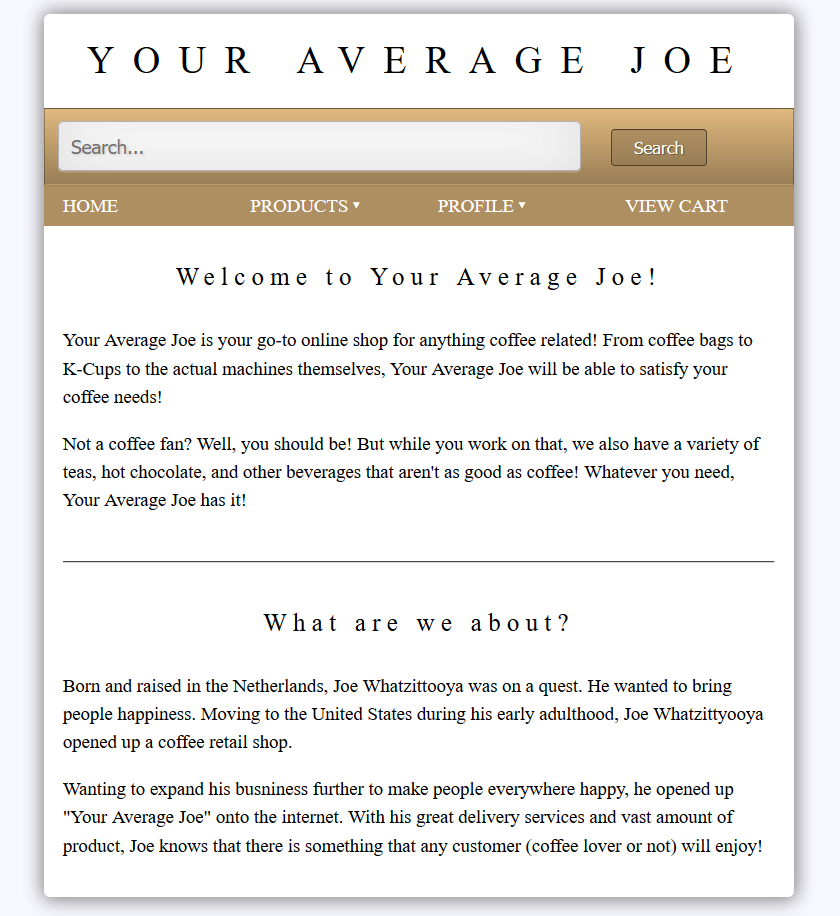 YOUR AVERAGE JOE
Search...
Search
HOME
PRODUCTS ▾
PROFILE ▾
VIEW CART
Welcome to Your Average Joe!
Your Average Joe is your go-to online shop for anything coffee related! From coffee bags to
K-Cups to the actual machines themselves, Your Average Joe will be able to satisfy your
coffee needs!
Not a coffee fan? Well, you should be! But while you work on that, we also have a variety of
teas, hot chocolate, and other beverages that aren't as good as coffee! Whatever you need,
Your Average Joe has it!
What are we about?
Born and raised in the Netherlands, Joe Whatzittooya was on a quest. He wanted to bring
people happiness. Moving to the United States during his early adulthood, Joe Whatzittyooya
opened up a coffee retail shop.
Wanting to expand his busniness further to make people everywhere happy, he opened up
"Your Average Joe" onto the internet. With his great delivery services and vast amount of
product, Joe knows that there is something that any customer (coffee lover or not) will enjoy!